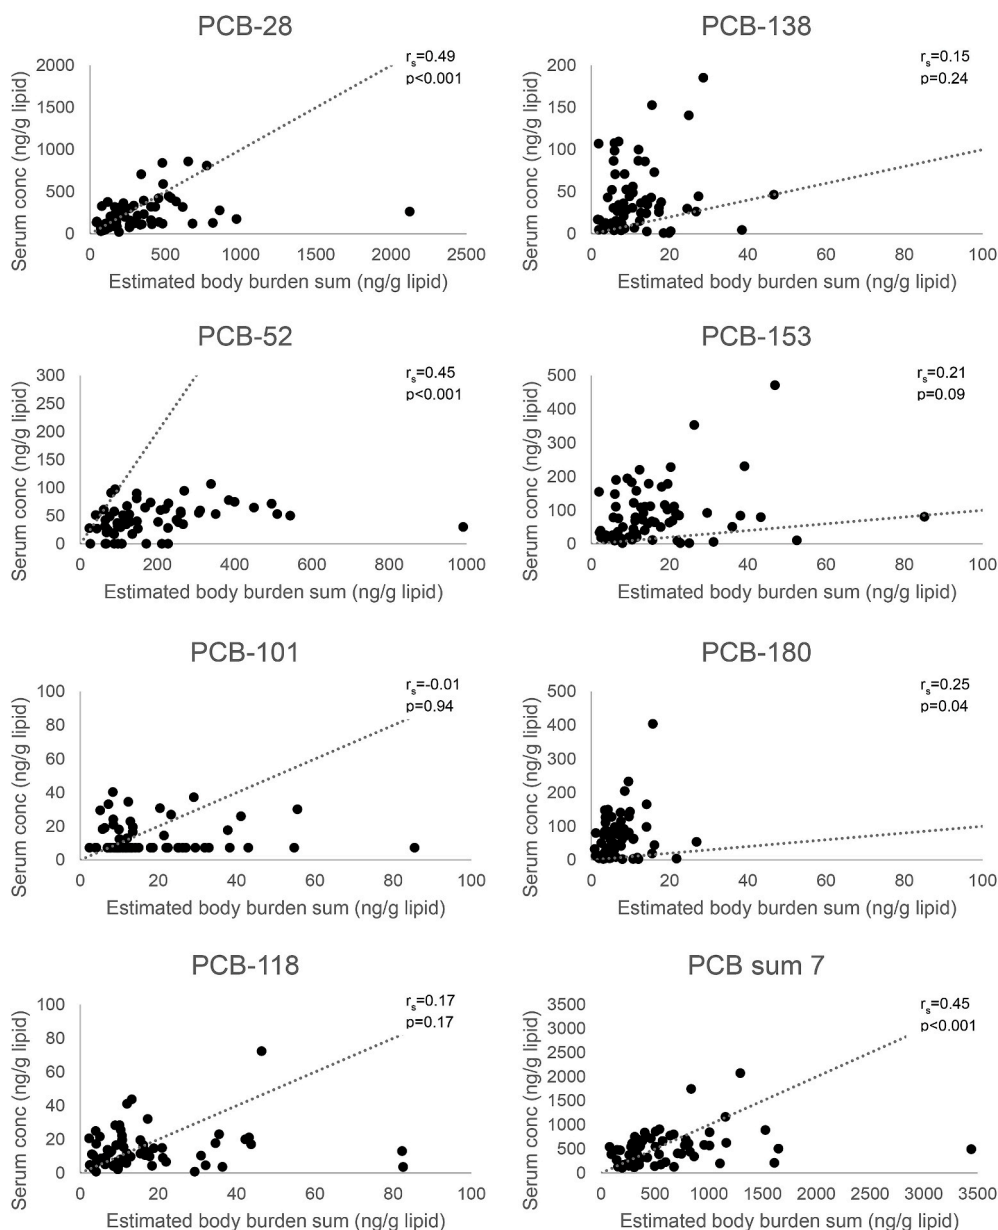 PCB-28
r_s=0.49
p<0.001
Serum conc (ng/g lipid)
2000
1500
1000
500
0
0 500 1000 1500 2000 2500
Estimated body burden sum (ng/g lipid)
PCB-138
r_s=0.15
p=0.24
Serum conc (ng/g lipid)
200
150
100
50
0
0 20 40 60 80 100
Estimated body burden sum (ng/g lipid)
PCB-52
r_s=0.45
p<0.001
Serum conc (ng/g lipid)
300
250
200
150
100
50
0
0 200 400 600 800 1000
Estimated body burden sum (ng/g lipid)
PCB-153
r_s=0.21
p=0.09
Serum conc (ng/g lipid)
500
400
300
200
100
0
0 20 40 60 80 100
Estimated body burden sum (ng/g lipid)
PCB-101
r_s=-0.01
p=0.94
Serum conc (ng/g lipid)
100
80
60
40
20
0
0 20 40 60 80 100
Estimated body burden sum (ng/g lipid)
PCB-180
r_s=0.25
p=0.04
Serum conc (ng/g lipid)
500
400
300
200
100
0
0 20 40 60 80 100
Estimated body burden sum (ng/g lipid)
PCB-118
r_s=0.17
p=0.17
Serum conc (ng/g lipid)
100
80
60
40
20
0
0 20 40 60 80 100
Estimated body burden sum (ng/g lipid)
PCB sum 7
r_s=0.45
p<0.001
Serum conc (ng/g lipid)
3500
3000
2500
2000
1500
1000
500
0
0 500 1000 1500 2000 2500 3000 3500
Estimated body burden sum (ng/g lipid)